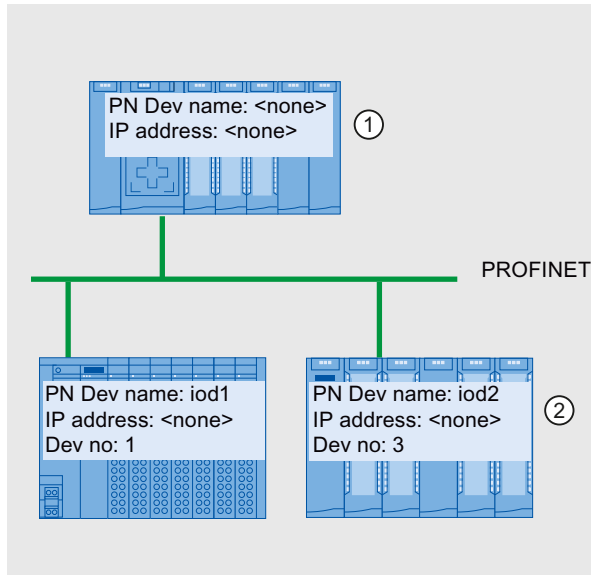 PN Dev name: <none>
IP address: <none>
①
PROFINET
PN Dev name: iod1
IP address: <none>
Dev no: 1
PN Dev name: iod2
IP address: <none>
Dev no: 3
②